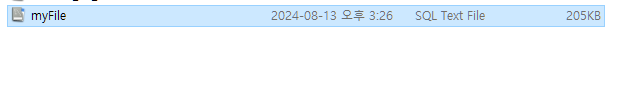 myFile 2024-08-13 오후 3:26 SQL Text File 205KB